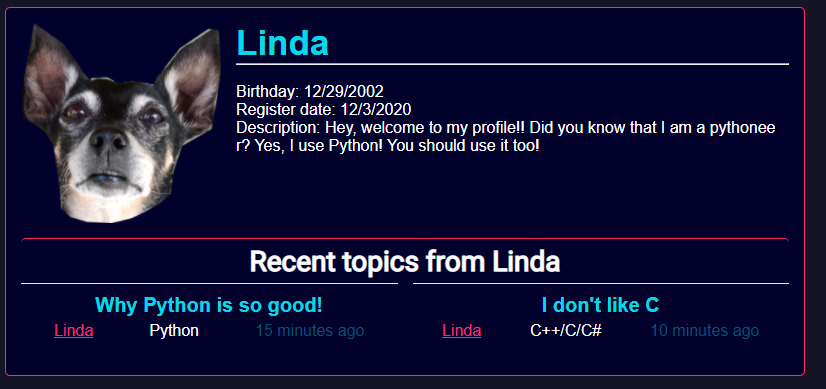 Linda
Birthday: 12/29/2002
Register date: 12/3/2020
Description: Hey, welcome to my profile!! Did you know that I am a pythonee
r? Yes, I use Python! You should use it too!
Recent topics from Linda
Why Python is so good!
Linda Python 15 minutes ago
I don't like C
Linda C++/C/C# 10 minutes ago